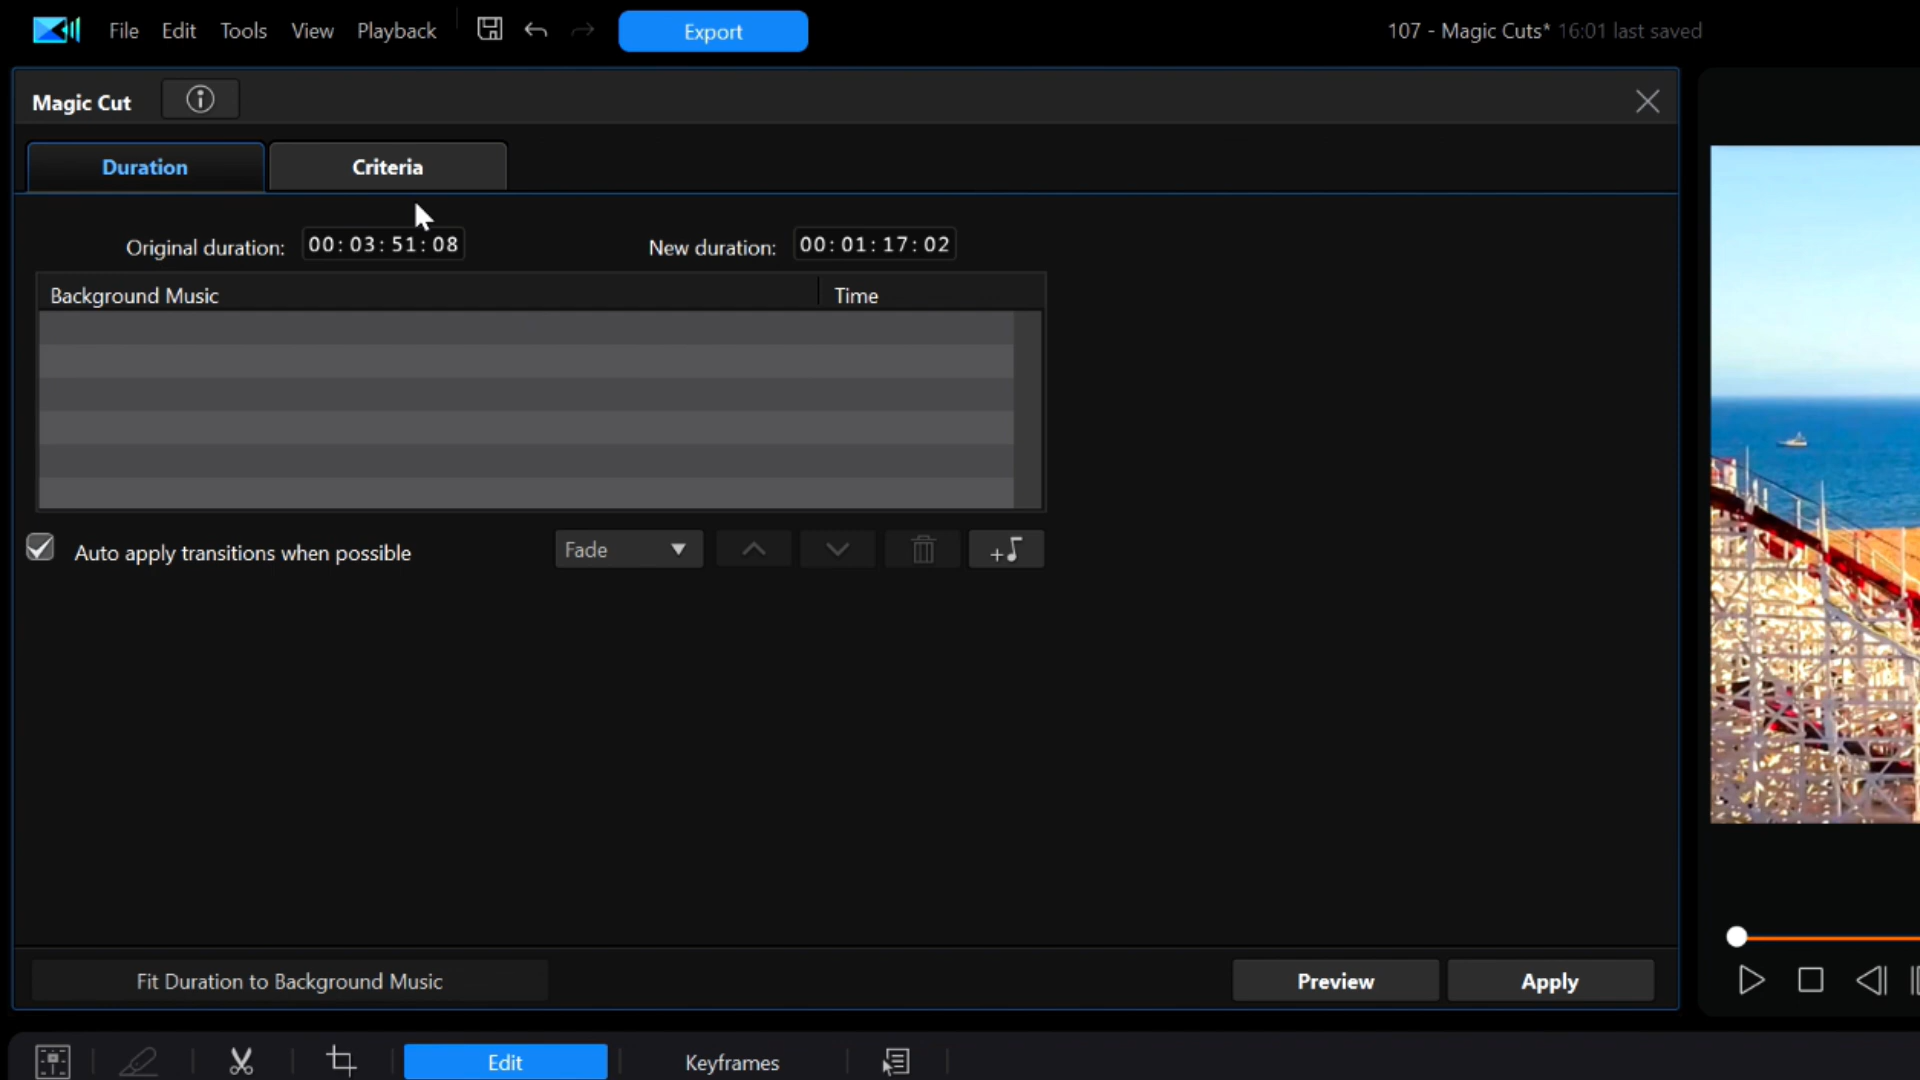 File Edit Tools View Playback Export 107 - Magic Cuts* 16:01 last saved
Magic Cut
Duration Criteria
Original duration: 00:03:51:08 New duration: 00:01:17:02
Background Music Time
Auto apply transitions when possible Fade
Fit Duration to Background Music Preview Apply
Edit Keyframes